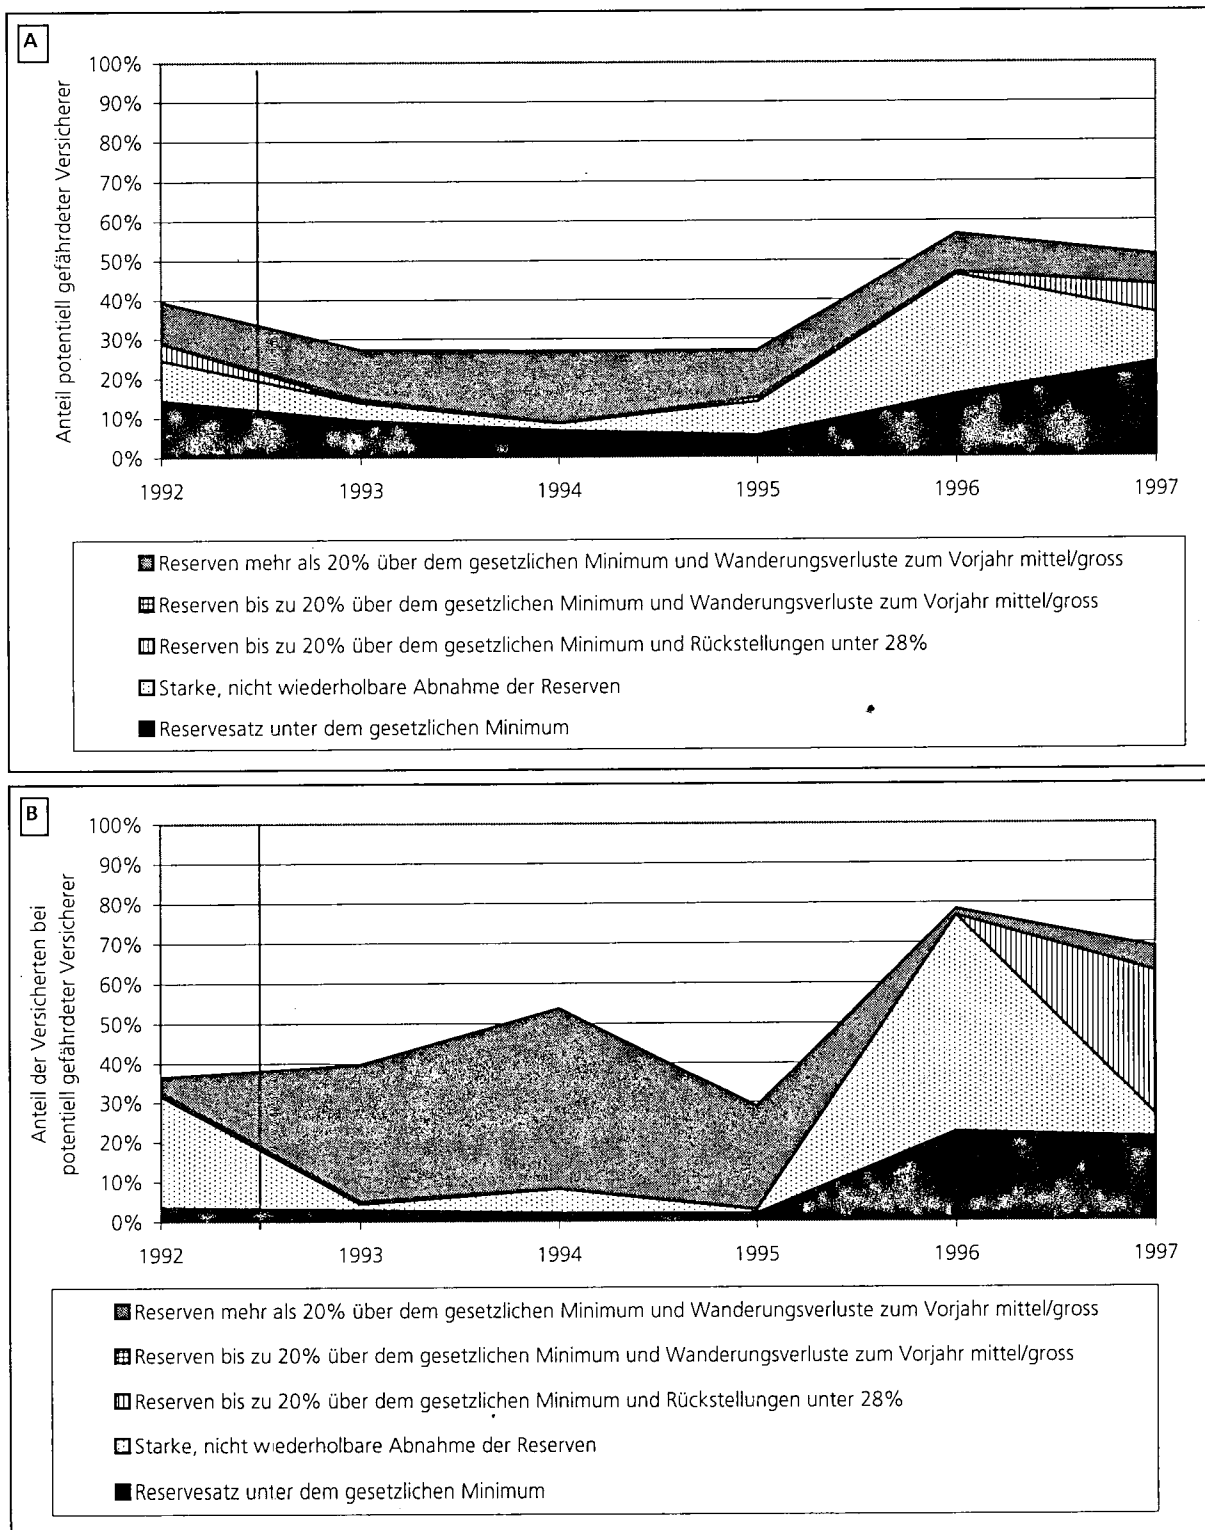 A
Anteil potentiell gefährdeter Versicherer
100%
90%
80%
70%
60%
50%
40%
30%
20%
10%
0%
1992 1993 1994 1995 1996 1997
Reserven mehr als 20% über dem gesetzlichen Minimum und Wanderungsverluste zum Vorjahr mittel/gross
Reserven bis zu 20% über dem gesetzlichen Minimum und Wanderungsverluste zum Vorjahr mittel/gross
Reserven bis zu 20% über dem gesetzlichen Minimum und Rückstellungen unter 28%
Starke, nicht wiederholbare Abnahme der Reserven
Reservesatz unter dem gesetzlichen Minimum
B
Anteil der Versicherten bei
potentiell gefährdeter Versicherer
100%
90%
80%
70%
60%
50%
40%
30%
20%
10%
0%
1992 1993 1994 1995 1996 1997
Reserven mehr als 20% über dem gesetzlichen Minimum und Wanderungsverluste zum Vorjahr mittel/gross
Reserven bis zu 20% über dem gesetzlichen Minimum und Wanderungsverluste zum Vorjahr mittel/gross
Reserven bis zu 20% über dem gesetzlichen Minimum und Rückstellungen unter 28%
Starke, nicht wiederholbare Abnahme der Reserven
Reservesatz unter dem gesetzlichen Minimum